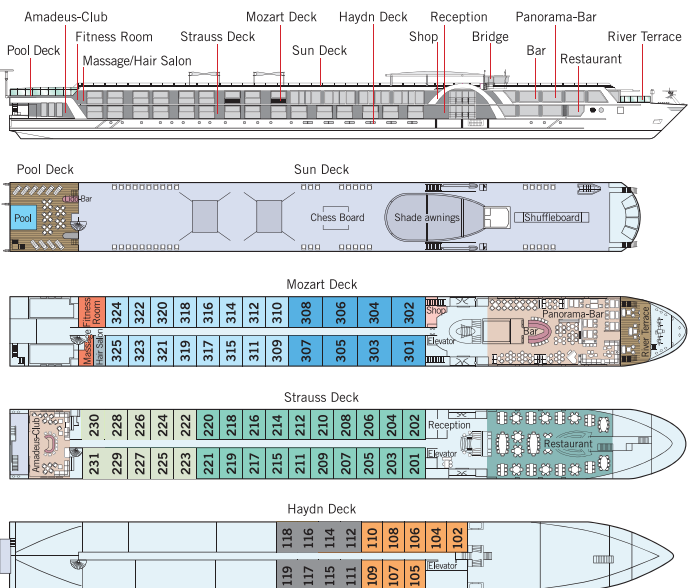 Amadeus-Club
Mozart Deck
Haydn Deck
Reception
Panorama-Bar
Fitness Room
Strauss Deck
Shop
Bridge
River Terrace
Pool Deck
Sun Deck
Bar
Massage/Hair Salon
Restaurant
Pool Deck
Sun Deck
Bar
Pool
Chess Board
Shade awnings
Shuffleboard
Mozart Deck
Fitness
Room
324 322 320 318 316 314 312 310 308 306 304 302
Shop
Panorama-Bar
Bar
River Terrace
Elevator
Massage
Hair Salon
325 323 321 319 317 315 311 309 307 305 303 301
Strauss Deck
230 228 226 224 222 220 218 216 214 212 210 208 206 204 202
Reception
Amadeus-Club
Restaurant
Elevator
231 229 227 225 223 221 219 217 215 211 209 207 205 203 201
Haydn Deck
118 116 114 112 110 108 106 104 102
Elevator
119 117 115 111 109 107 105